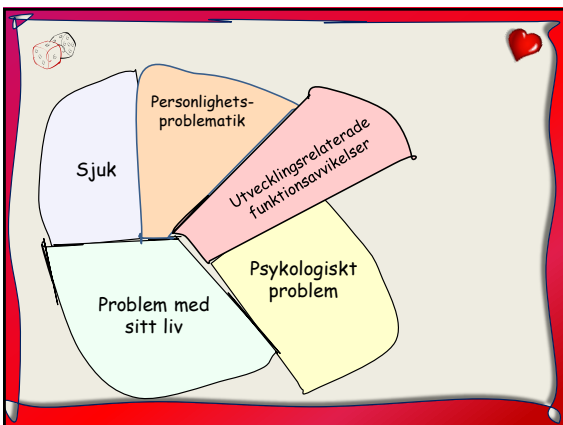 Personlighets-
problematik
Sjuk
Utvecklingsrelaterade
funktionsavvikelser
Psykologiskt
problem
Problem med
sitt liv